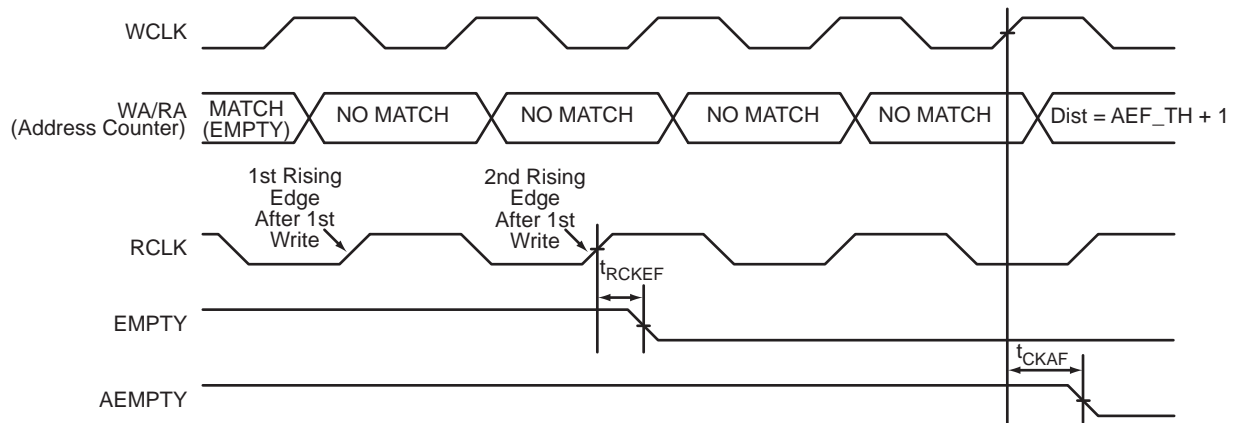 WCLK
WA/RA
(Address Counter)
MATCH
(EMPTY)
NO MATCH
NO MATCH
NO MATCH
NO MATCH
Dist = AEF_TH + 1
1st Rising
Edge
After 1st
Write
2nd Rising
Edge
After 1st
Write
RCLK
tRCKEF
EMPTY
tCKAF
AEMPTY